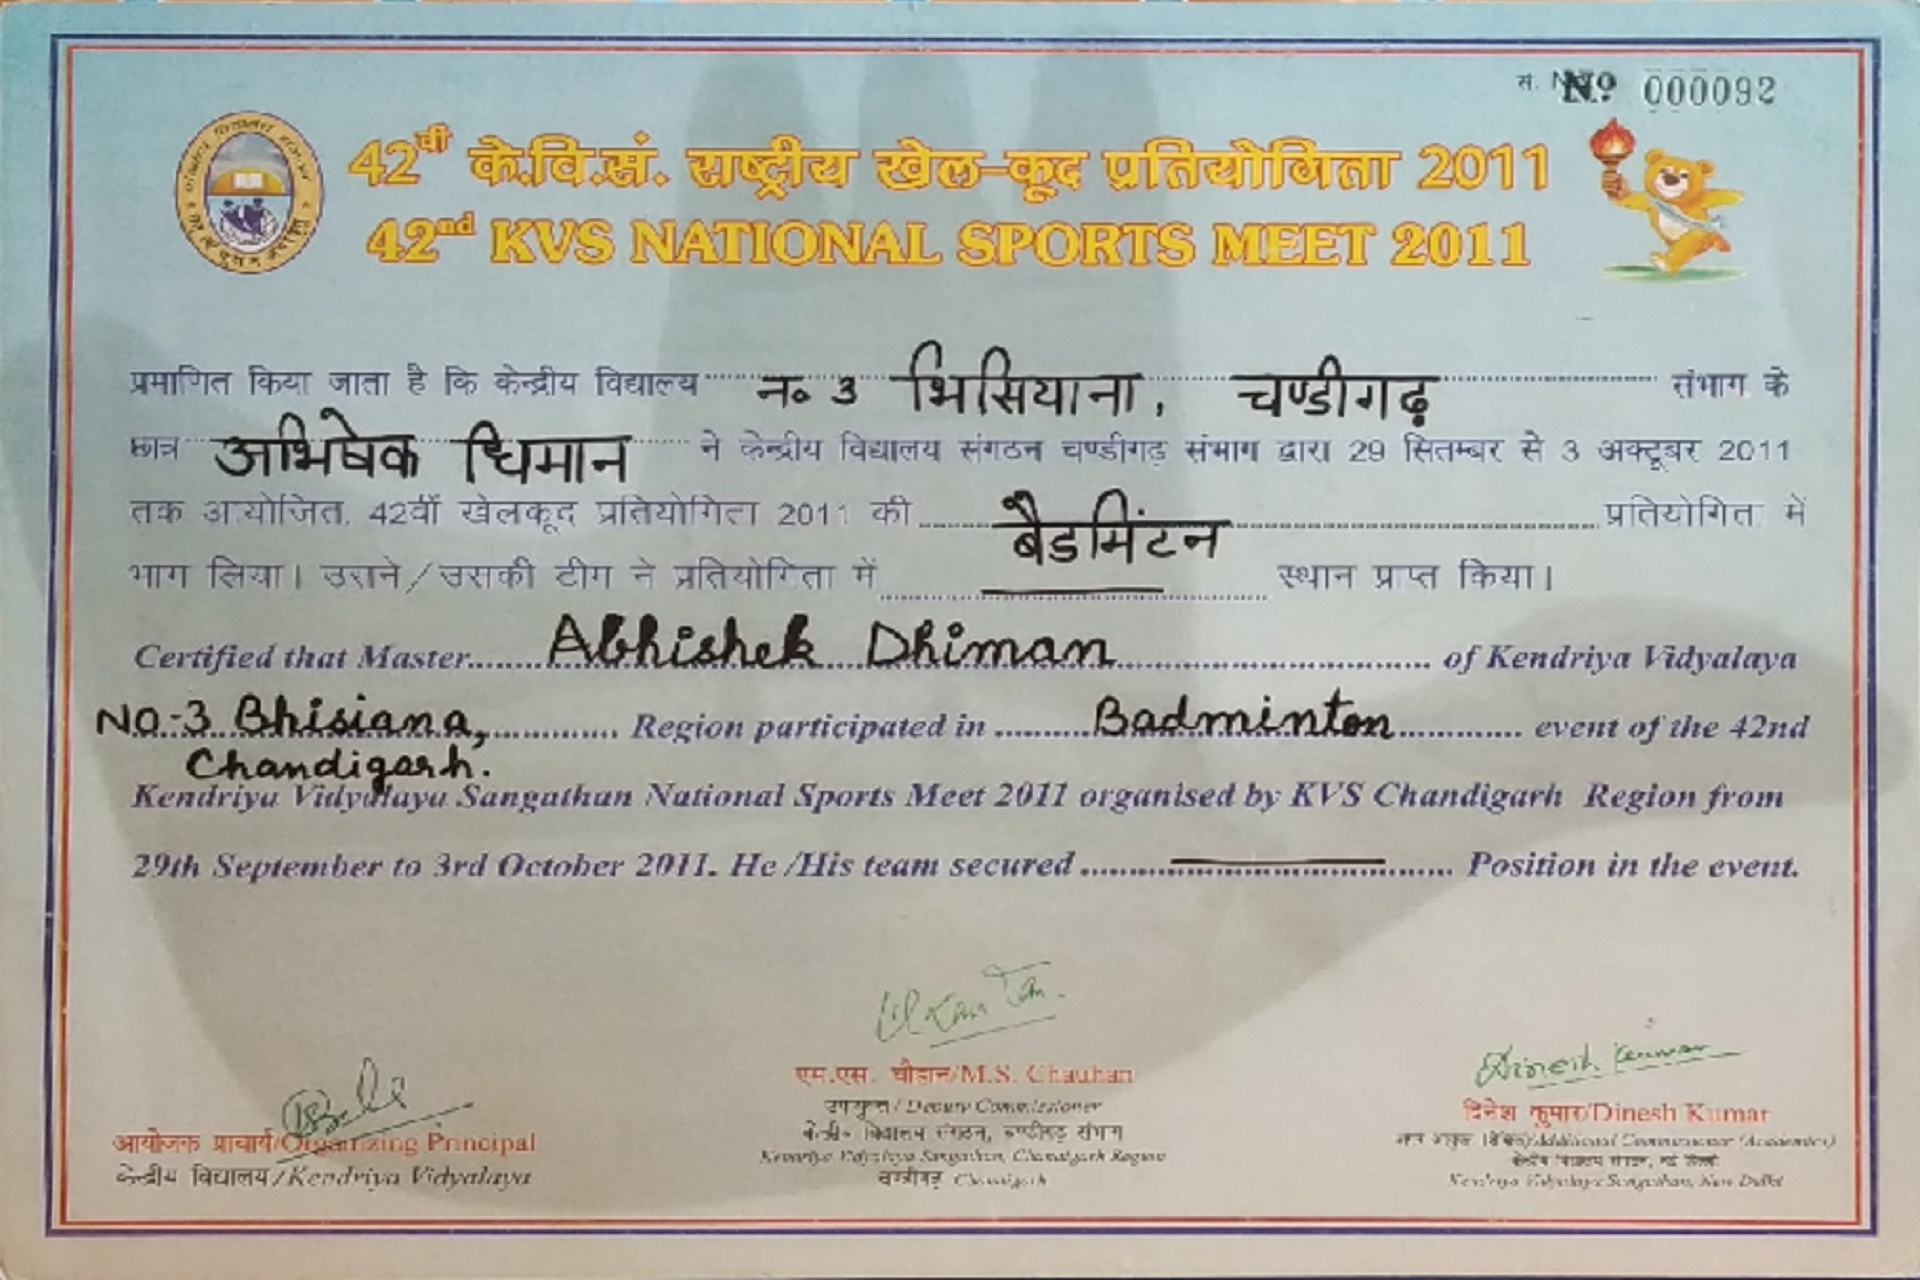 सं. No No 000092
42वीं के.वि.सं. राष्ट्रीय खेल-कूद प्रतियोगिता 2011
42nd KVS NATIONAL SPORTS MEET 2011
प्रमाणित किया जाता है कि केन्द्रीय विद्यालय न० 3 भिसियाना, चण्डीगढ़ संभाग के
छात्र अभिषेक धिमान ने केन्द्रीय विद्यालय संगठन चण्डीगढ़ संभाग द्वारा 29 सितम्बर से 3 अक्टूबर 2011
तक आयोजित 42वीं खेलकूद प्रतियोगिता 2011 की बैडमिंटन प्रतियोगिता में
भाग लिया। उसने/उसकी टीम ने प्रतियोगिता में स्थान प्राप्त किया।
Certified that Master Abhishek Dhiman of Kendriya Vidyalaya
NO.-3 Bhisiana, Region participated in Badminton event of the 42nd
Chandigarh.
Kendriya Vidyalaya Sangathan National Sports Meet 2011 organised by KVS Chandigarh Region from
29th September to 3rd October 2011. He /His team secured Position in the event.
एम.एस. चौहान/M.S. Chauhan
उपायुक्त / Deputy Commissioner
केन्द्रीय विद्यालय संगठन, चण्डीगढ़ संभाग
Kendriya Vidyalaya Sangathan, Chandigarh Region
चण्डीगढ़ Chandigarh
Dinesh Kumar
दिनेश कुमार/Dinesh Kumar
Additional Commissioner (Academics)
केन्द्रीय विद्यालय संगठन, नई दिल्ली
Kendriya Vidyalaya Sangathan, New Delhi
आयोजक प्राचार्य/Organizing Principal
केन्द्रीय विद्यालय/Kendriya Vidyalaya